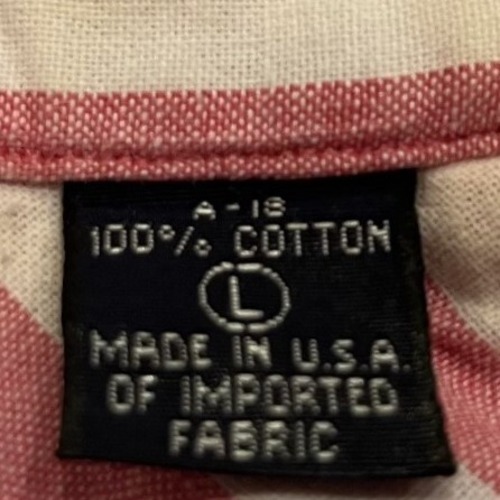 A-18
100% COTTON
L
MADE IN U.S.A.
OF IMPORTED
FABRIC